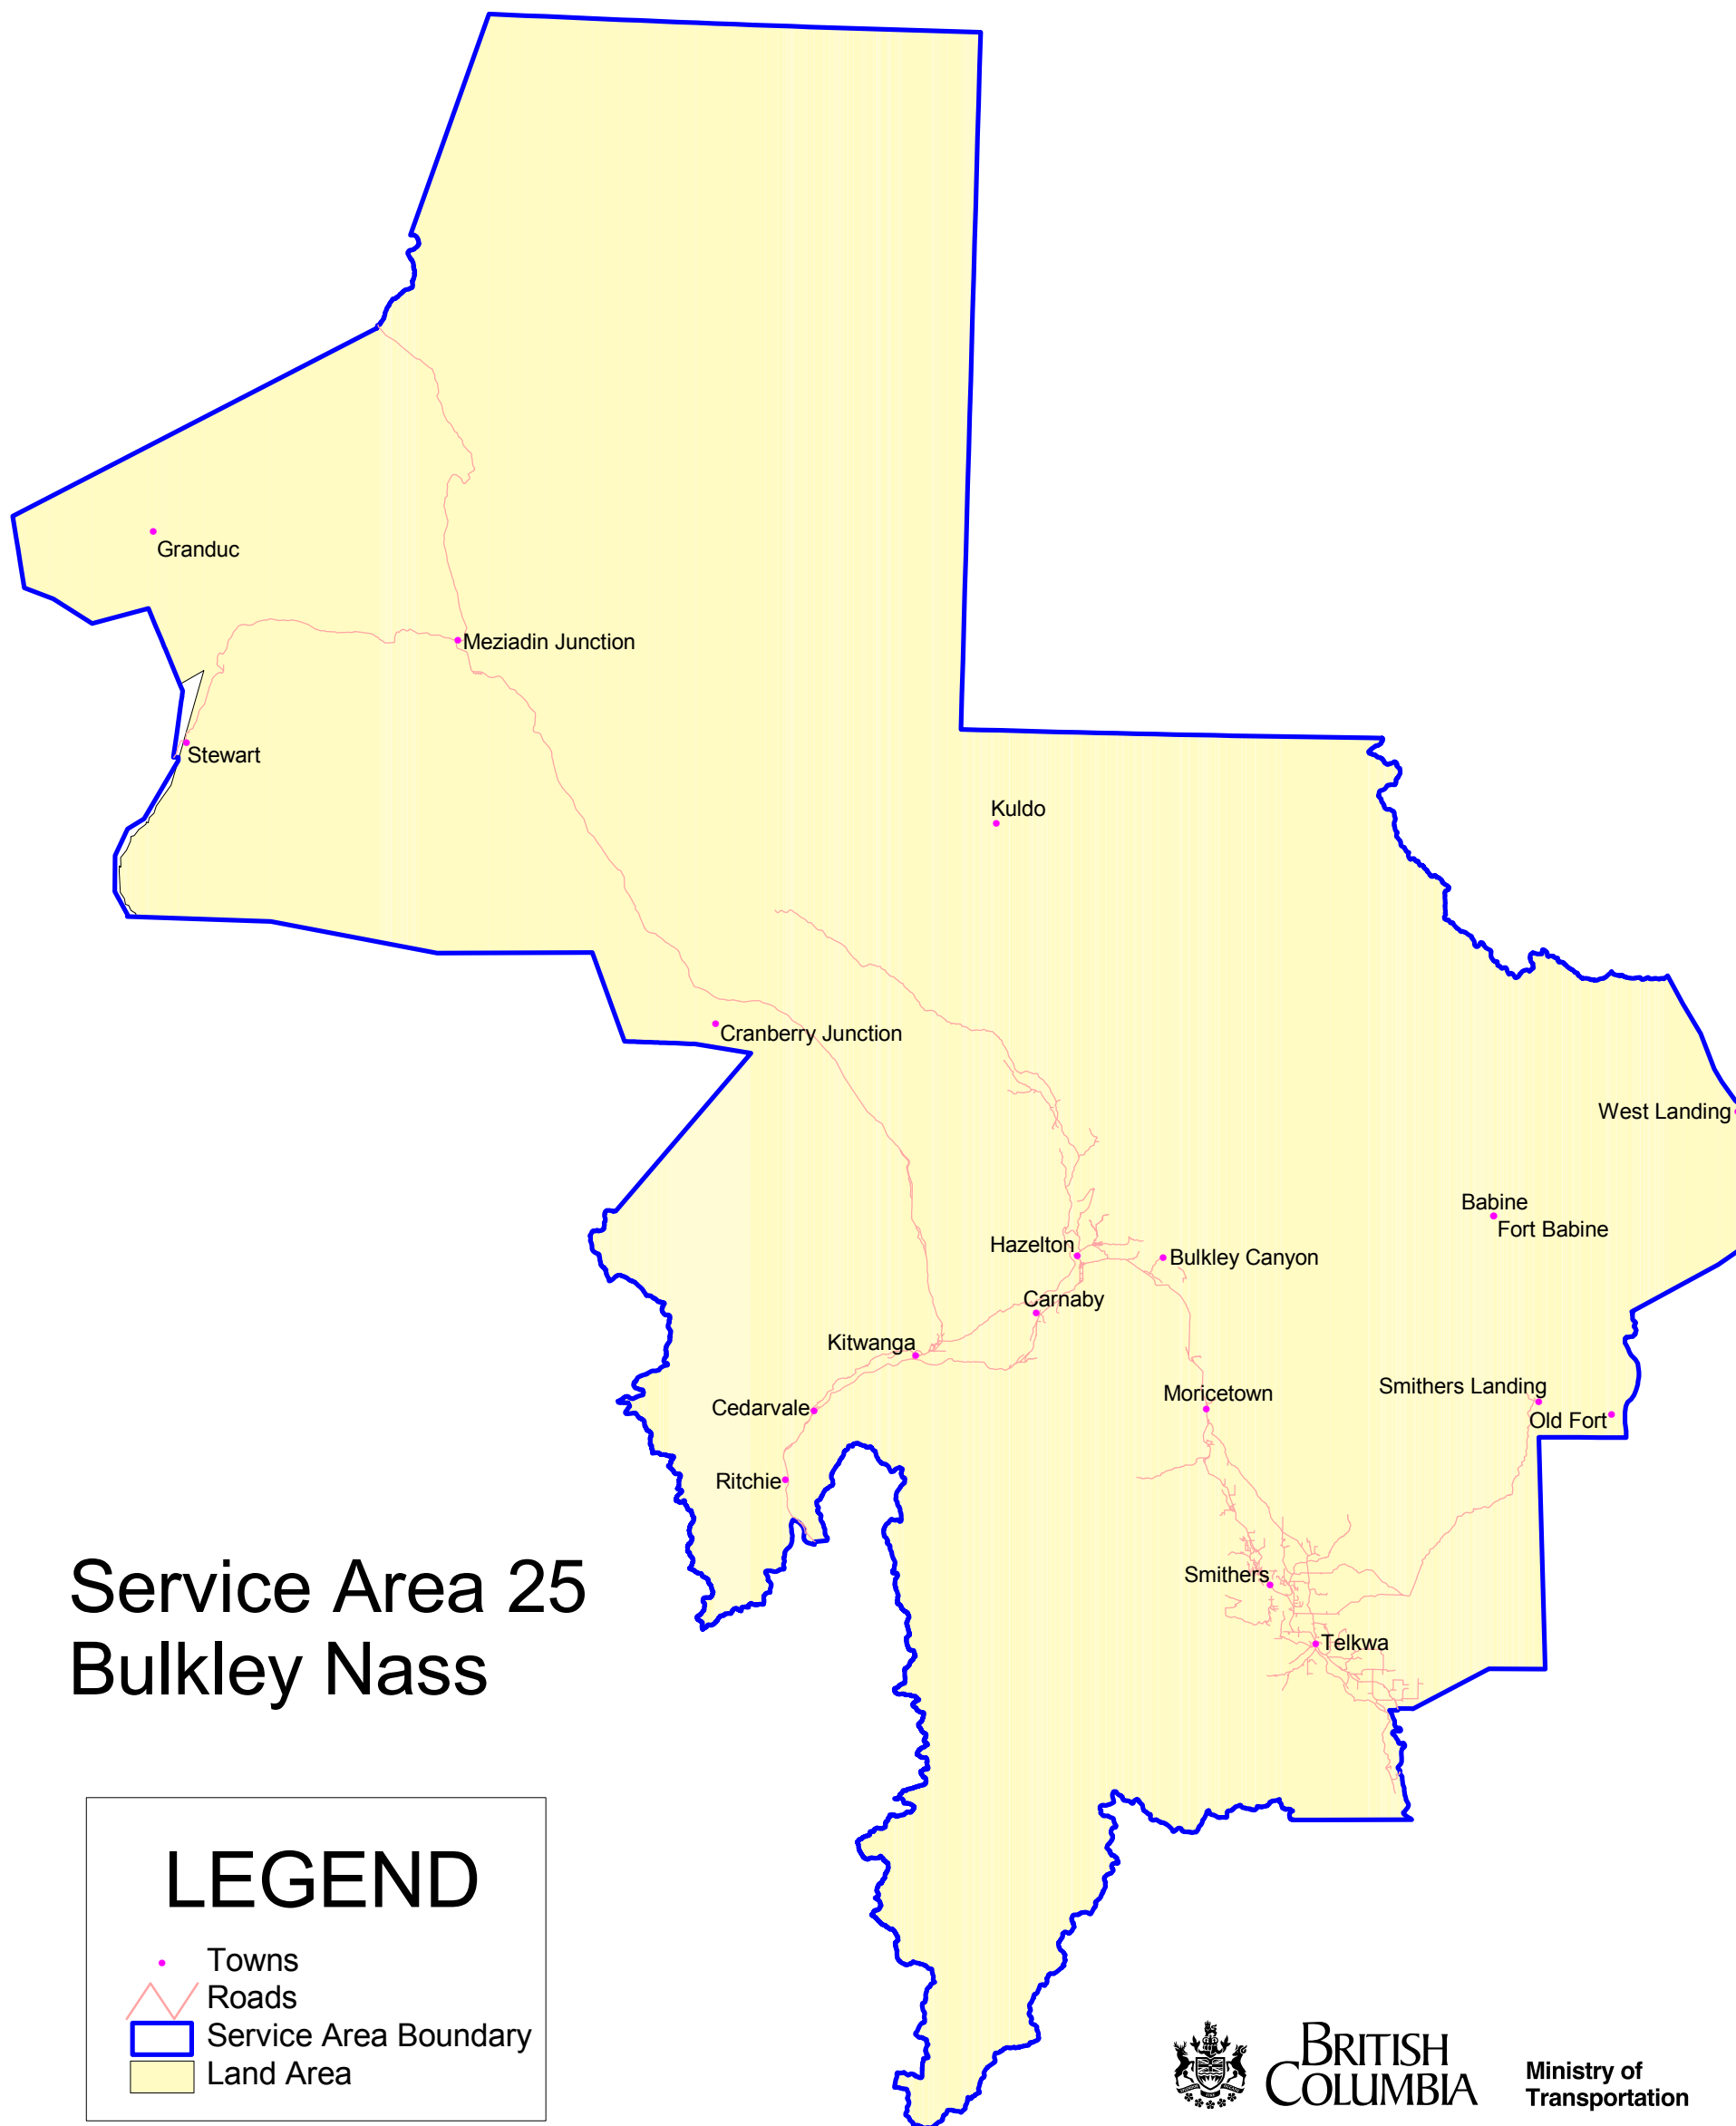 Granduc
Meziadin Junction
Stewart
Kuldo
Cranberry Junction
West Landing
Babine
Fort Babine
Hazelton
Bulkley Canyon
Carnaby
Kitwanga
Moricetown
Smithers Landing
Cedarvale
Old Fort
Ritchie
Smithers
Telkwa
Service Area 25
Bulkley Nass
LEGEND
Towns
Roads
Service Area Boundary
Land Area
BRITISH
COLUMBIA
Ministry of
Transportation